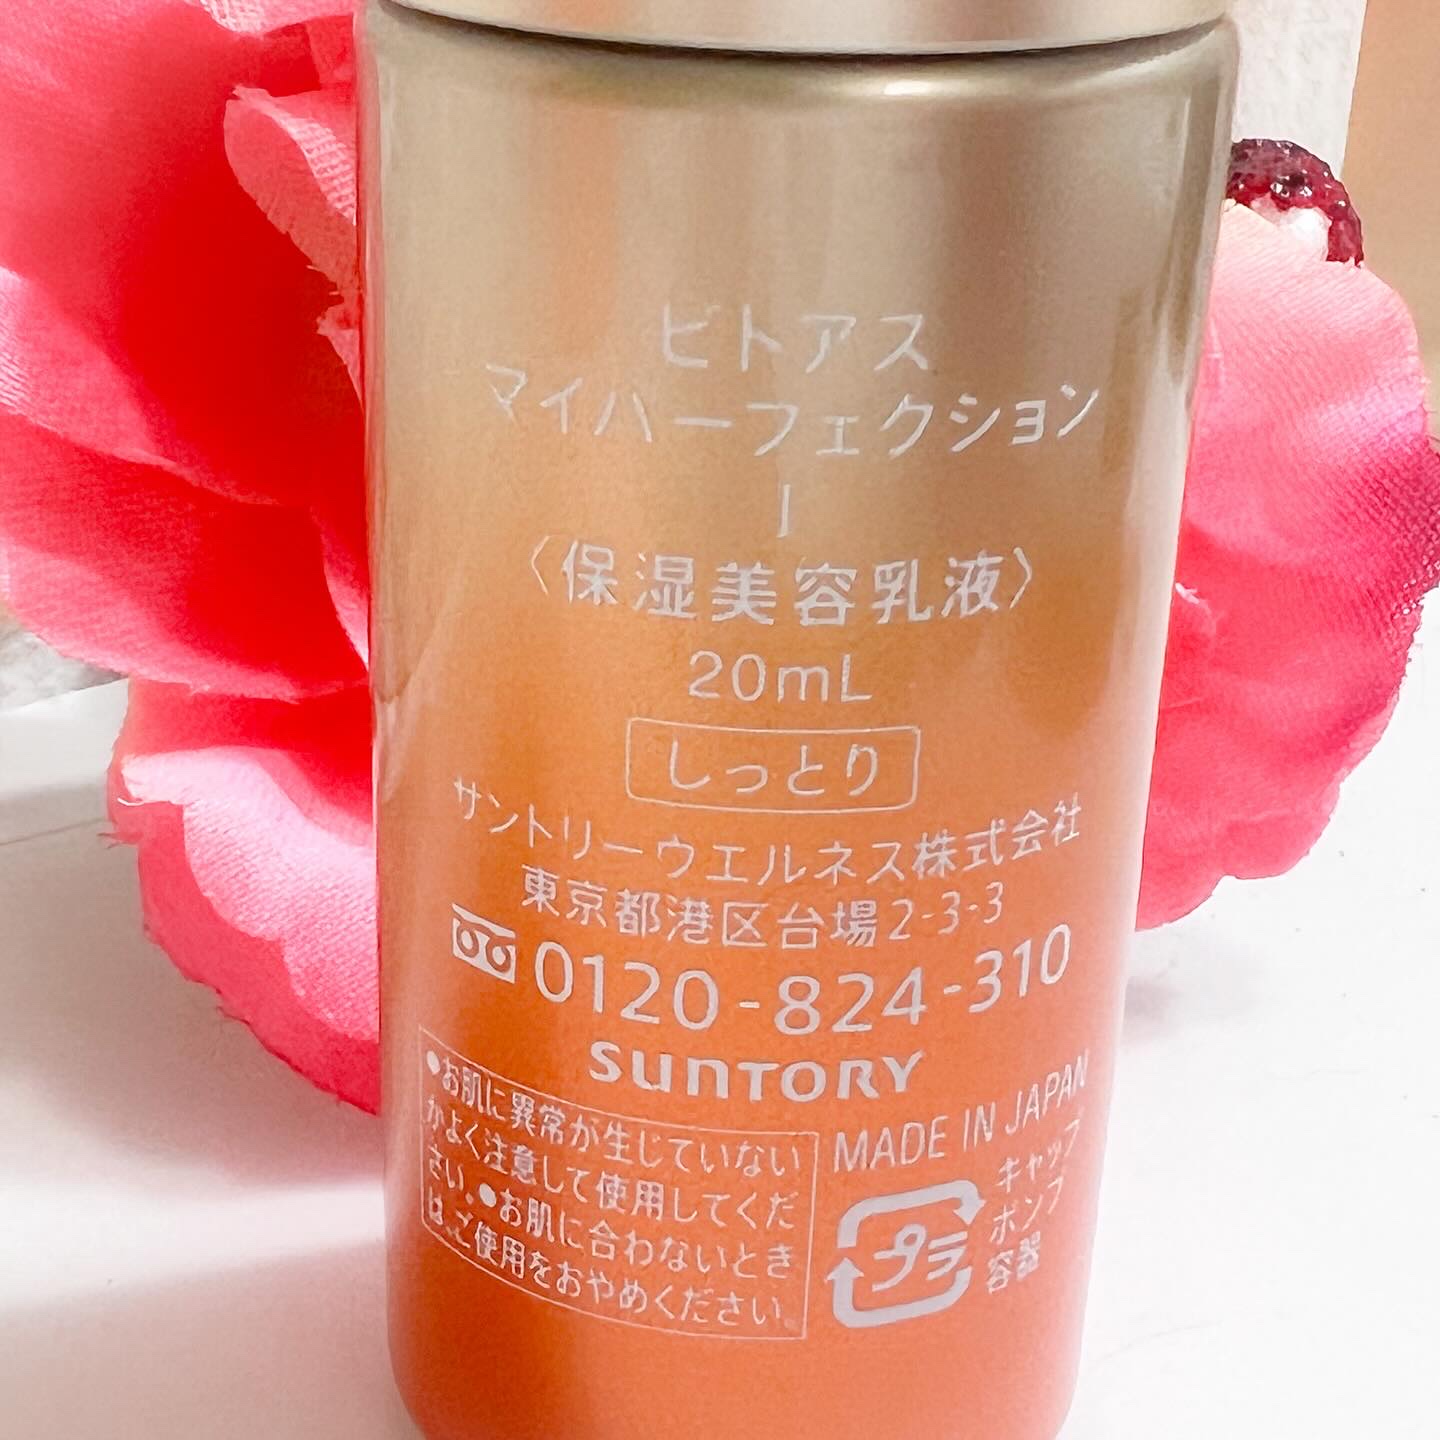 ビトアス
マイハーフェクション
I
〈保湿美容乳液〉
20mL
しっとり
サントリーウエルネス株式会社
東京都港区台場2-3-3
0120-824-310
SUNTORY
●お肌に異常が生じていない
かよく注意して使用してくだ
さい。●お肌に合わないとき
は、ご使用をおやめください。
MADE IN JAPAN
プラ
キャップ
ポンプ
容器